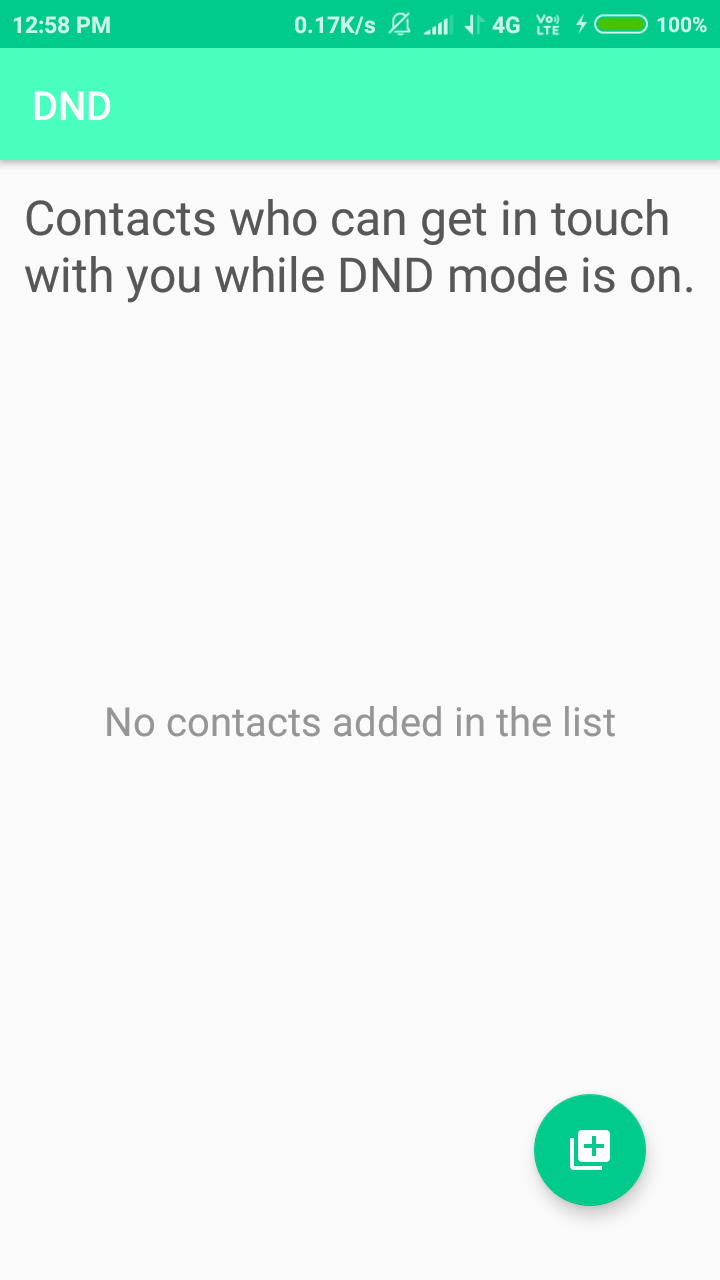 12:58 PM 0.17K/s 4G Vo)) LTE 100%
DND
Contacts who can get in touch
with you while DND mode is on.
No contacts added in the list